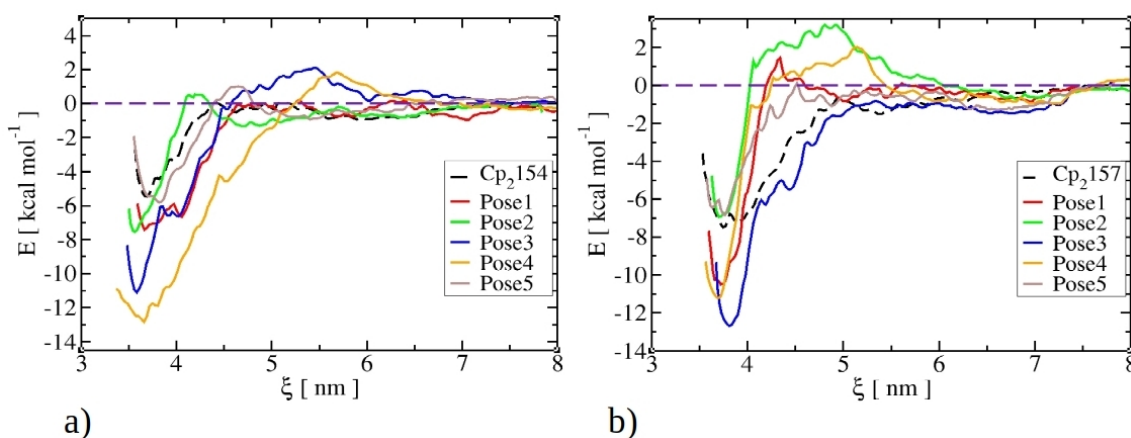 4
2
0
-2
-4
-6
-8
-10
-12
-14
E [ kcal mol⁻¹ ]
Cp₂154
Pose1
Pose2
Pose3
Pose4
Pose5
3 4 5 6 7 8
ξ [ nm ]
a)
2
0
-2
-4
-6
-8
-10
-12
-14
E [ kcal mol⁻¹ ]
Cp₂157
Pose1
Pose2
Pose3
Pose4
Pose5
3 4 5 6 7 8
ξ [ nm ]
b)